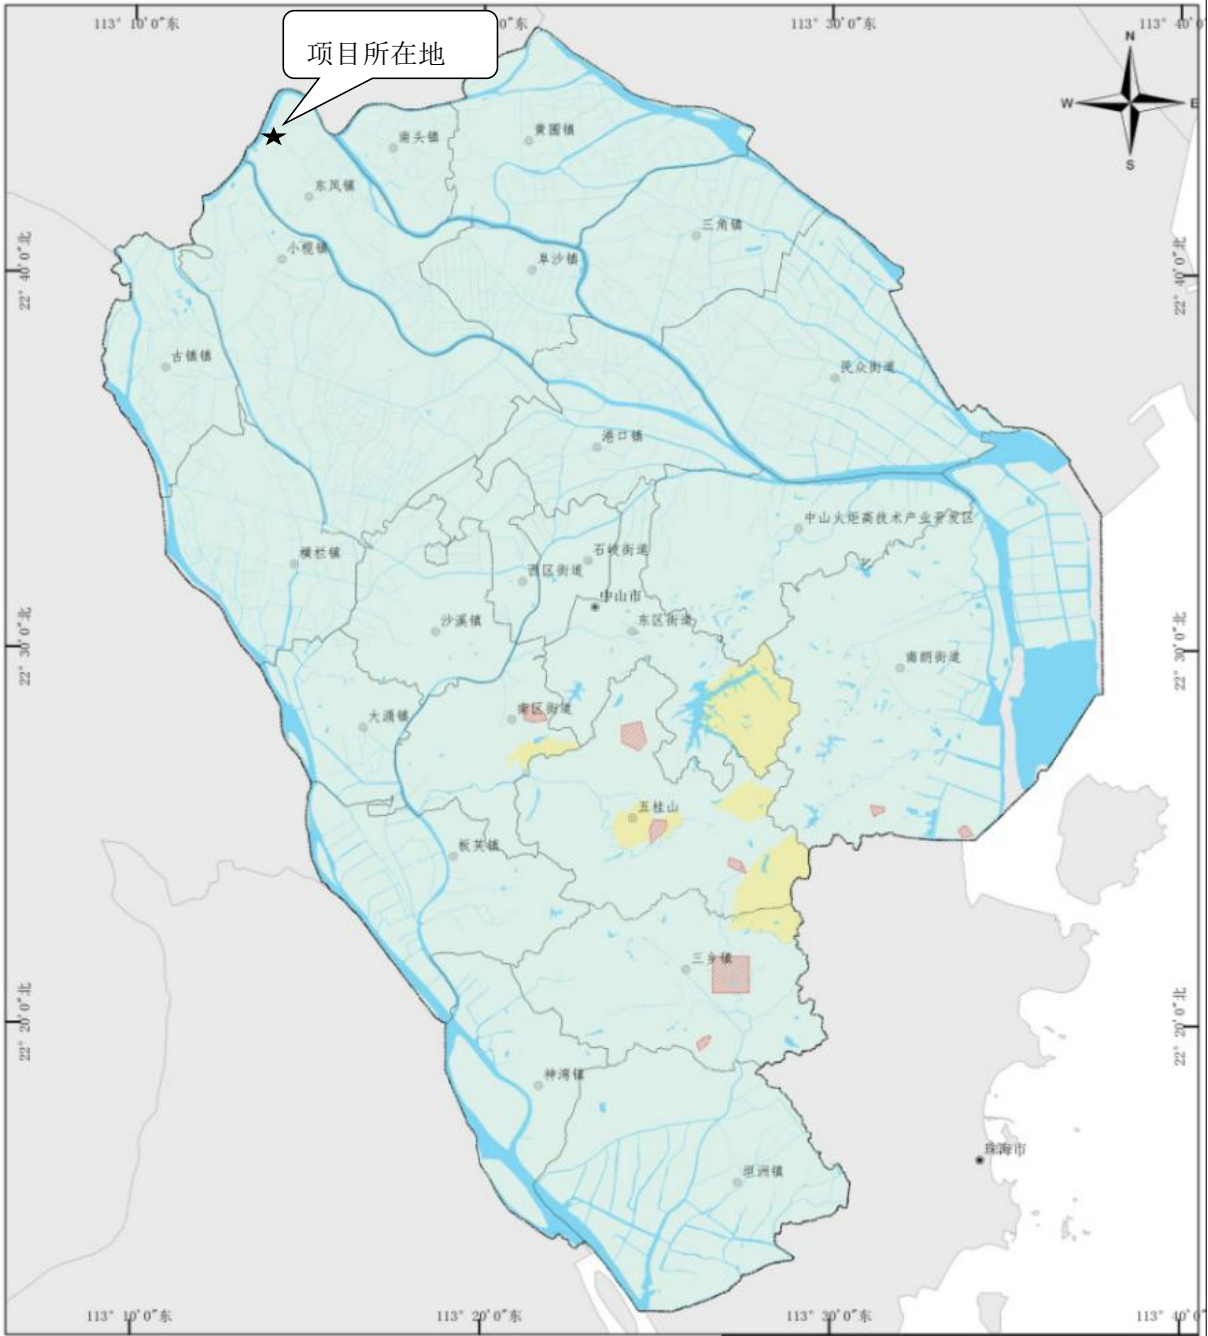 113° 10′0″东
0″东
113° 30′0″东
113° 40′0
项目所在地
N
W
E
S
南头镇
黄圃镇
东凤镇
三角镇
小榄镇
阜沙镇
22° 40′0″北
22° 40′0″北
古镇镇
民众街道
港口镇
中山火炬高技术产业开发区
横栏镇
石岐街道
西区街道
中山市
沙溪镇
东区街道
22° 30′0″北
22° 30′0″北
南朗街道
大涌镇
南区街道
五桂山
板芙镇
三乡镇
22° 20′0″北
22° 20′0″北
神湾镇
珠海市
坦洲镇
113° 10′0″东
113° 20′0″东
113° 30′0″东
113° 40′0